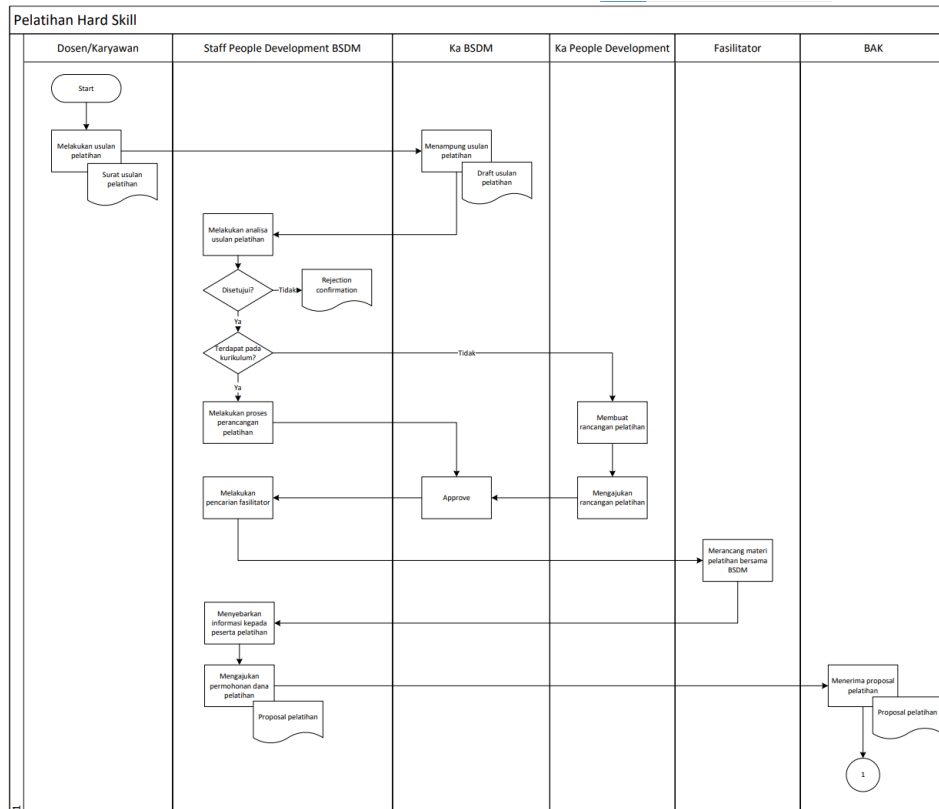 Pelatihan Hard Skill
Dosen/Karyawan
Staff People Development BSDM
Ka BSDM
Ka People Development
Fasilitator
BAK
Start
Melakukan usulan
pelatihan
Surat usulan
pelatihan
Menampung usulan
pelatihan
Draft usulan
pelatihan
Melakukan analisa
usulan pelatihan
Disetujui?
Tidak
Rejection
confirmation
Ya
Terdapat pada
kurikulum?
Tidak
Ya
Melakukan proses
perancangan
pelatihan
Membuat
rancangan pelatihan
Melakukan
pencarian fasilitator
Approve
Mengajukan
rancangan pelatihan
Merancang materi
pelatihan bersama
BSDM
Menyebarkan
informasi kepada
peserta pelatihan
Mengajukan
permohonan dana
pelatihan
Proposal pelatihan
Menerima proposal
pelatihan
Proposal pelatihan
1